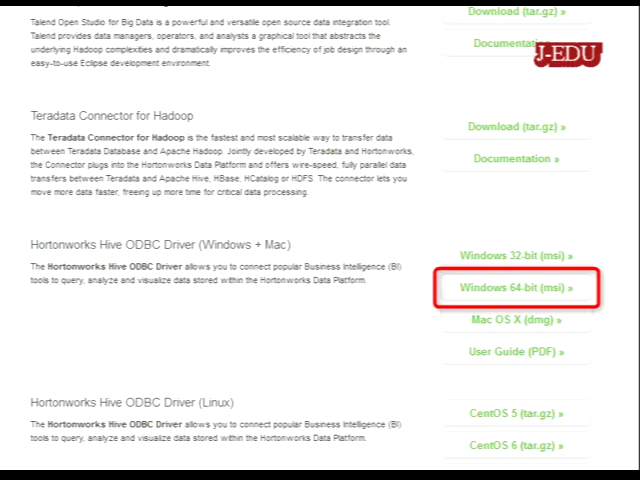 Download (tar.gz) »
Talend Open Studio for Big Data is a powerful and versatile open source data integration tool.
Talend provides data managers, operators, and analysts a graphical tool that abstracts the
underlying Hadoop complexities and dramatically improves the efficiency of job design through an
easy-to-use Eclipse development environment.
J-EDU
Teradata Connector for Hadoop
The Teradata Connector for Hadoop is the fastest and most scalable way to transfer data
between Teradata Database and Apache Hadoop. Jointly developed by Teradata and Hortonworks,
the Connector plugs into the Hortonworks Data Platform and offers wire-speed, fully parallel data
transfers between Teradata and Apache Hive, HBase, HCatalog or HDFS. The connector lets you
move more data faster, freeing up more time for critical data processing.
Download (tar.gz) »
Documentation »
Hortonworks Hive ODBC Driver (Windows + Mac)
The Hortonworks Hive ODBC Driver allows you to connect popular Business Intelligence (BI)
tools to query, analyze and visualize data stored within the Hortonworks Data Platform.
Windows 32-bit (msi) »
Windows 64-bit (msi) »
Mac OS X (dmg) »
User Guide (PDF) »
Hortonworks Hive ODBC Driver (Linux)
The Hortonworks Hive ODBC Driver allows you to connect popular Business Intelligence (BI)
tools to query, analyze and visualize data stored within the Hortonworks Data Platform.
CentOS 5 (tar.gz) »
CentOS 6 (tar.gz) »